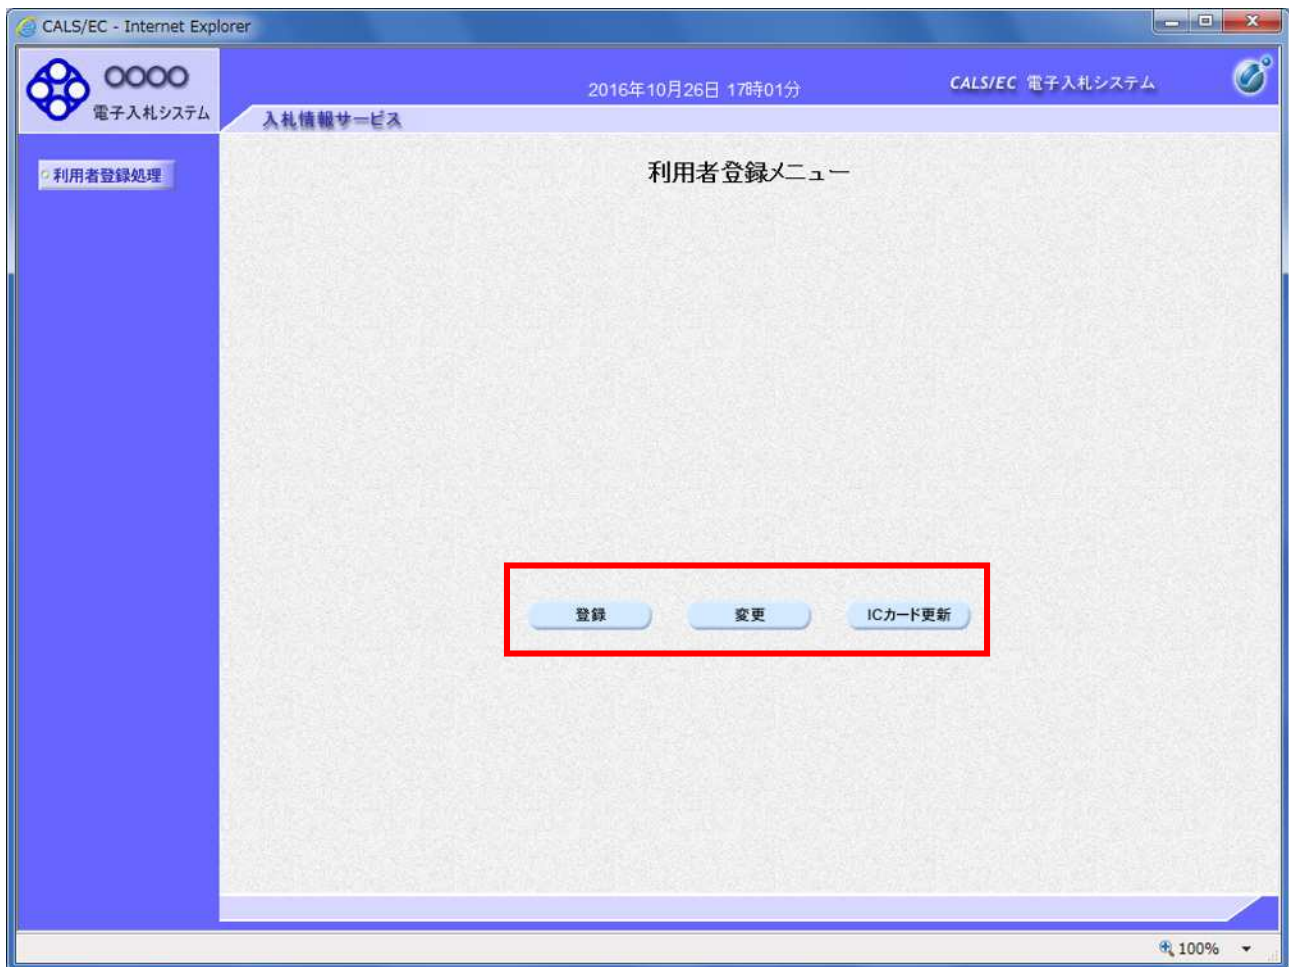 CALS/EC - Internet Explorer
〇〇〇〇
電子入札システム
2016年10月26日 17時01分
CALS/EC 電子入札システム
入札情報サービス
利用者登録処理
利用者登録メニュー
登録
変更
ICカード更新
100%